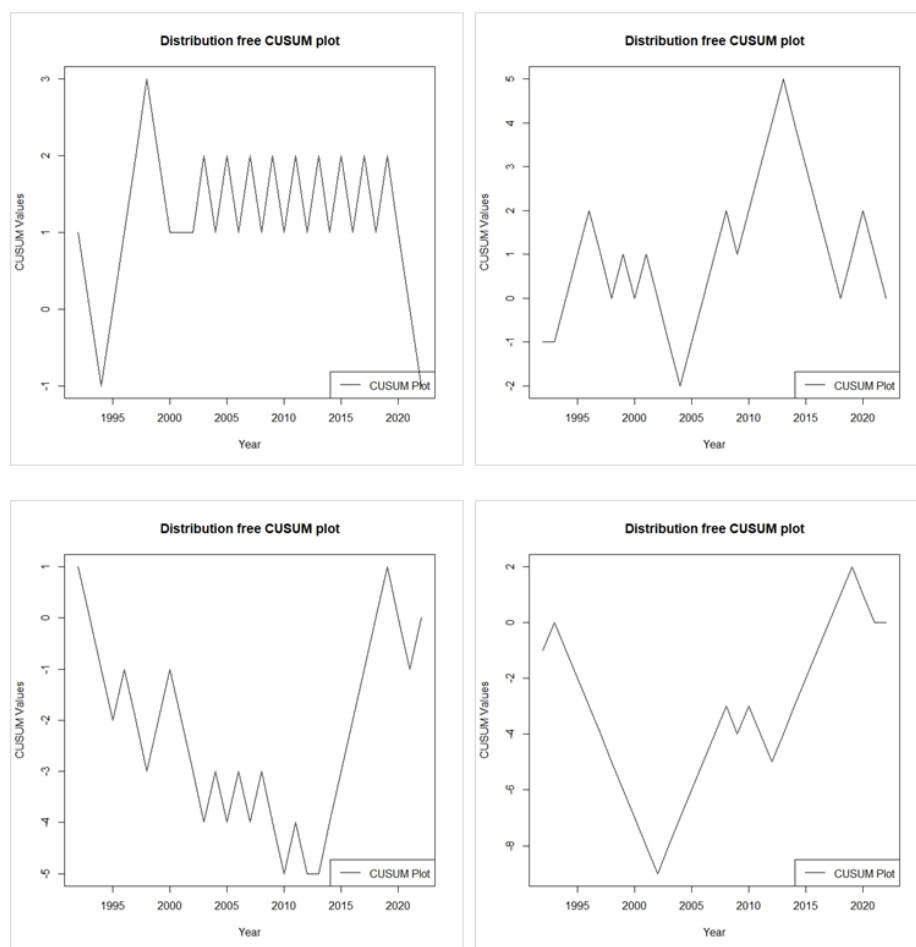 Distribution free CUSUM plot
CUSUM Values
3
2
1
0
-1
1995 2000 2005 2010 2015 2020
Year
CUSUM Plot
Distribution free CUSUM plot
CUSUM Values
5
4
3
2
1
0
-1
-2
1995 2000 2005 2010 2015 2020
Year
CUSUM Plot
Distribution free CUSUM plot
CUSUM Values
1
0
-1
-2
-3
-4
-5
1995 2000 2005 2010 2015 2020
Year
CUSUM Plot
Distribution free CUSUM plot
CUSUM Values
2
0
-2
-4
-6
-8
1995 2000 2005 2010 2015 2020
Year
CUSUM Plot